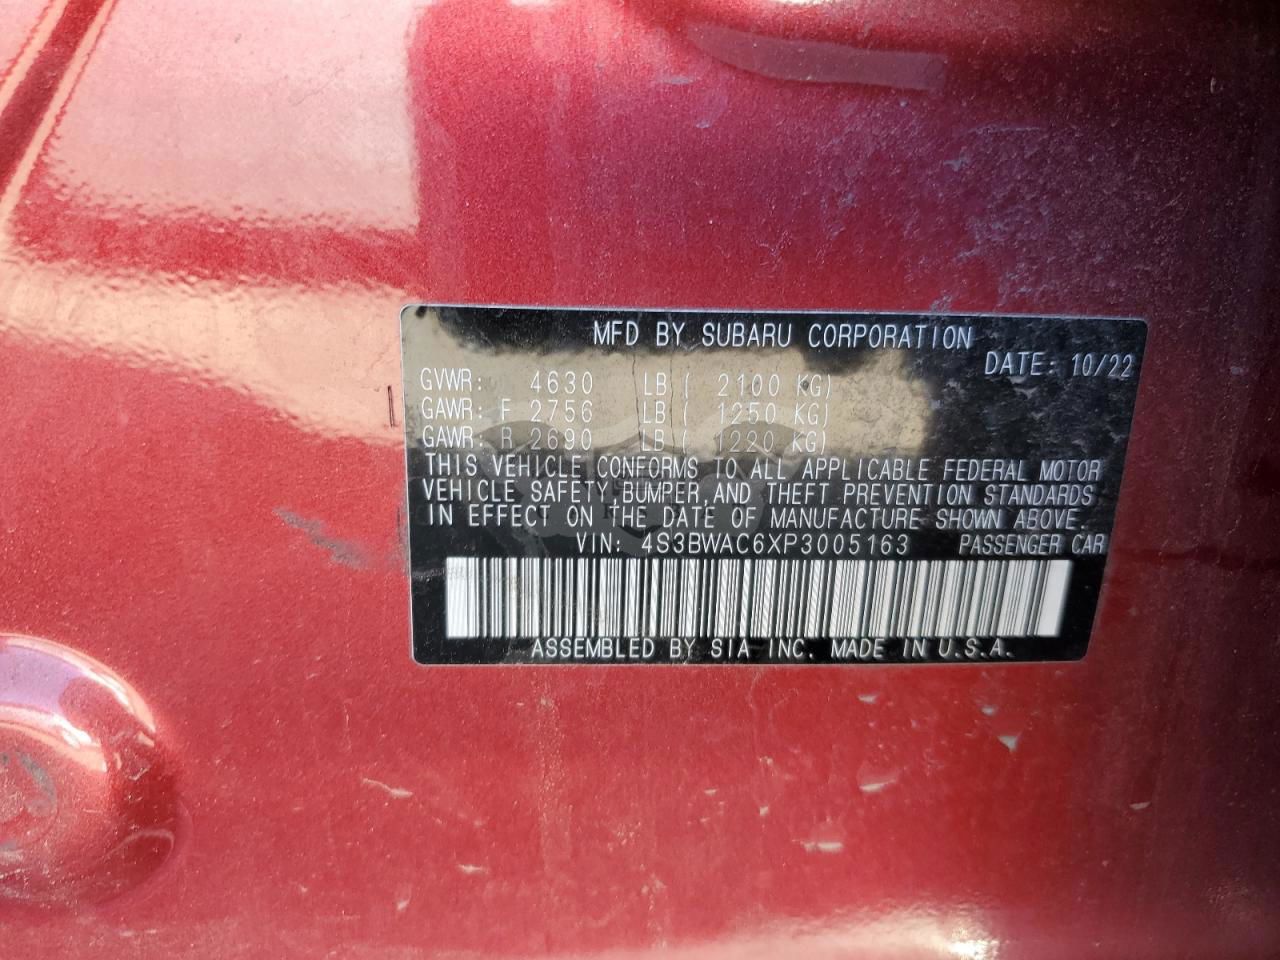 MFD BY SUBARU CORPORATION
DATE: 10/22
GVWR: 4630 LB ( 2100 KG)
GAWR: F 2756 LB ( 1250 KG)
GAWR: R 2690 LB ( 1220 KG)
THIS VEHICLE CONFORMS TO ALL APPLICABLE FEDERAL MOTOR
VEHICLE SAFETY,BUMPER,AND THEFT PREVENTION STANDARDS
IN EFFECT ON THE DATE OF MANUFACTURE SHOWN ABOVE.
VIN: 4S3BWAC6XP3005163 PASSENGER CAR
ASSEMBLED BY SIA INC. MADE IN U.S.A.